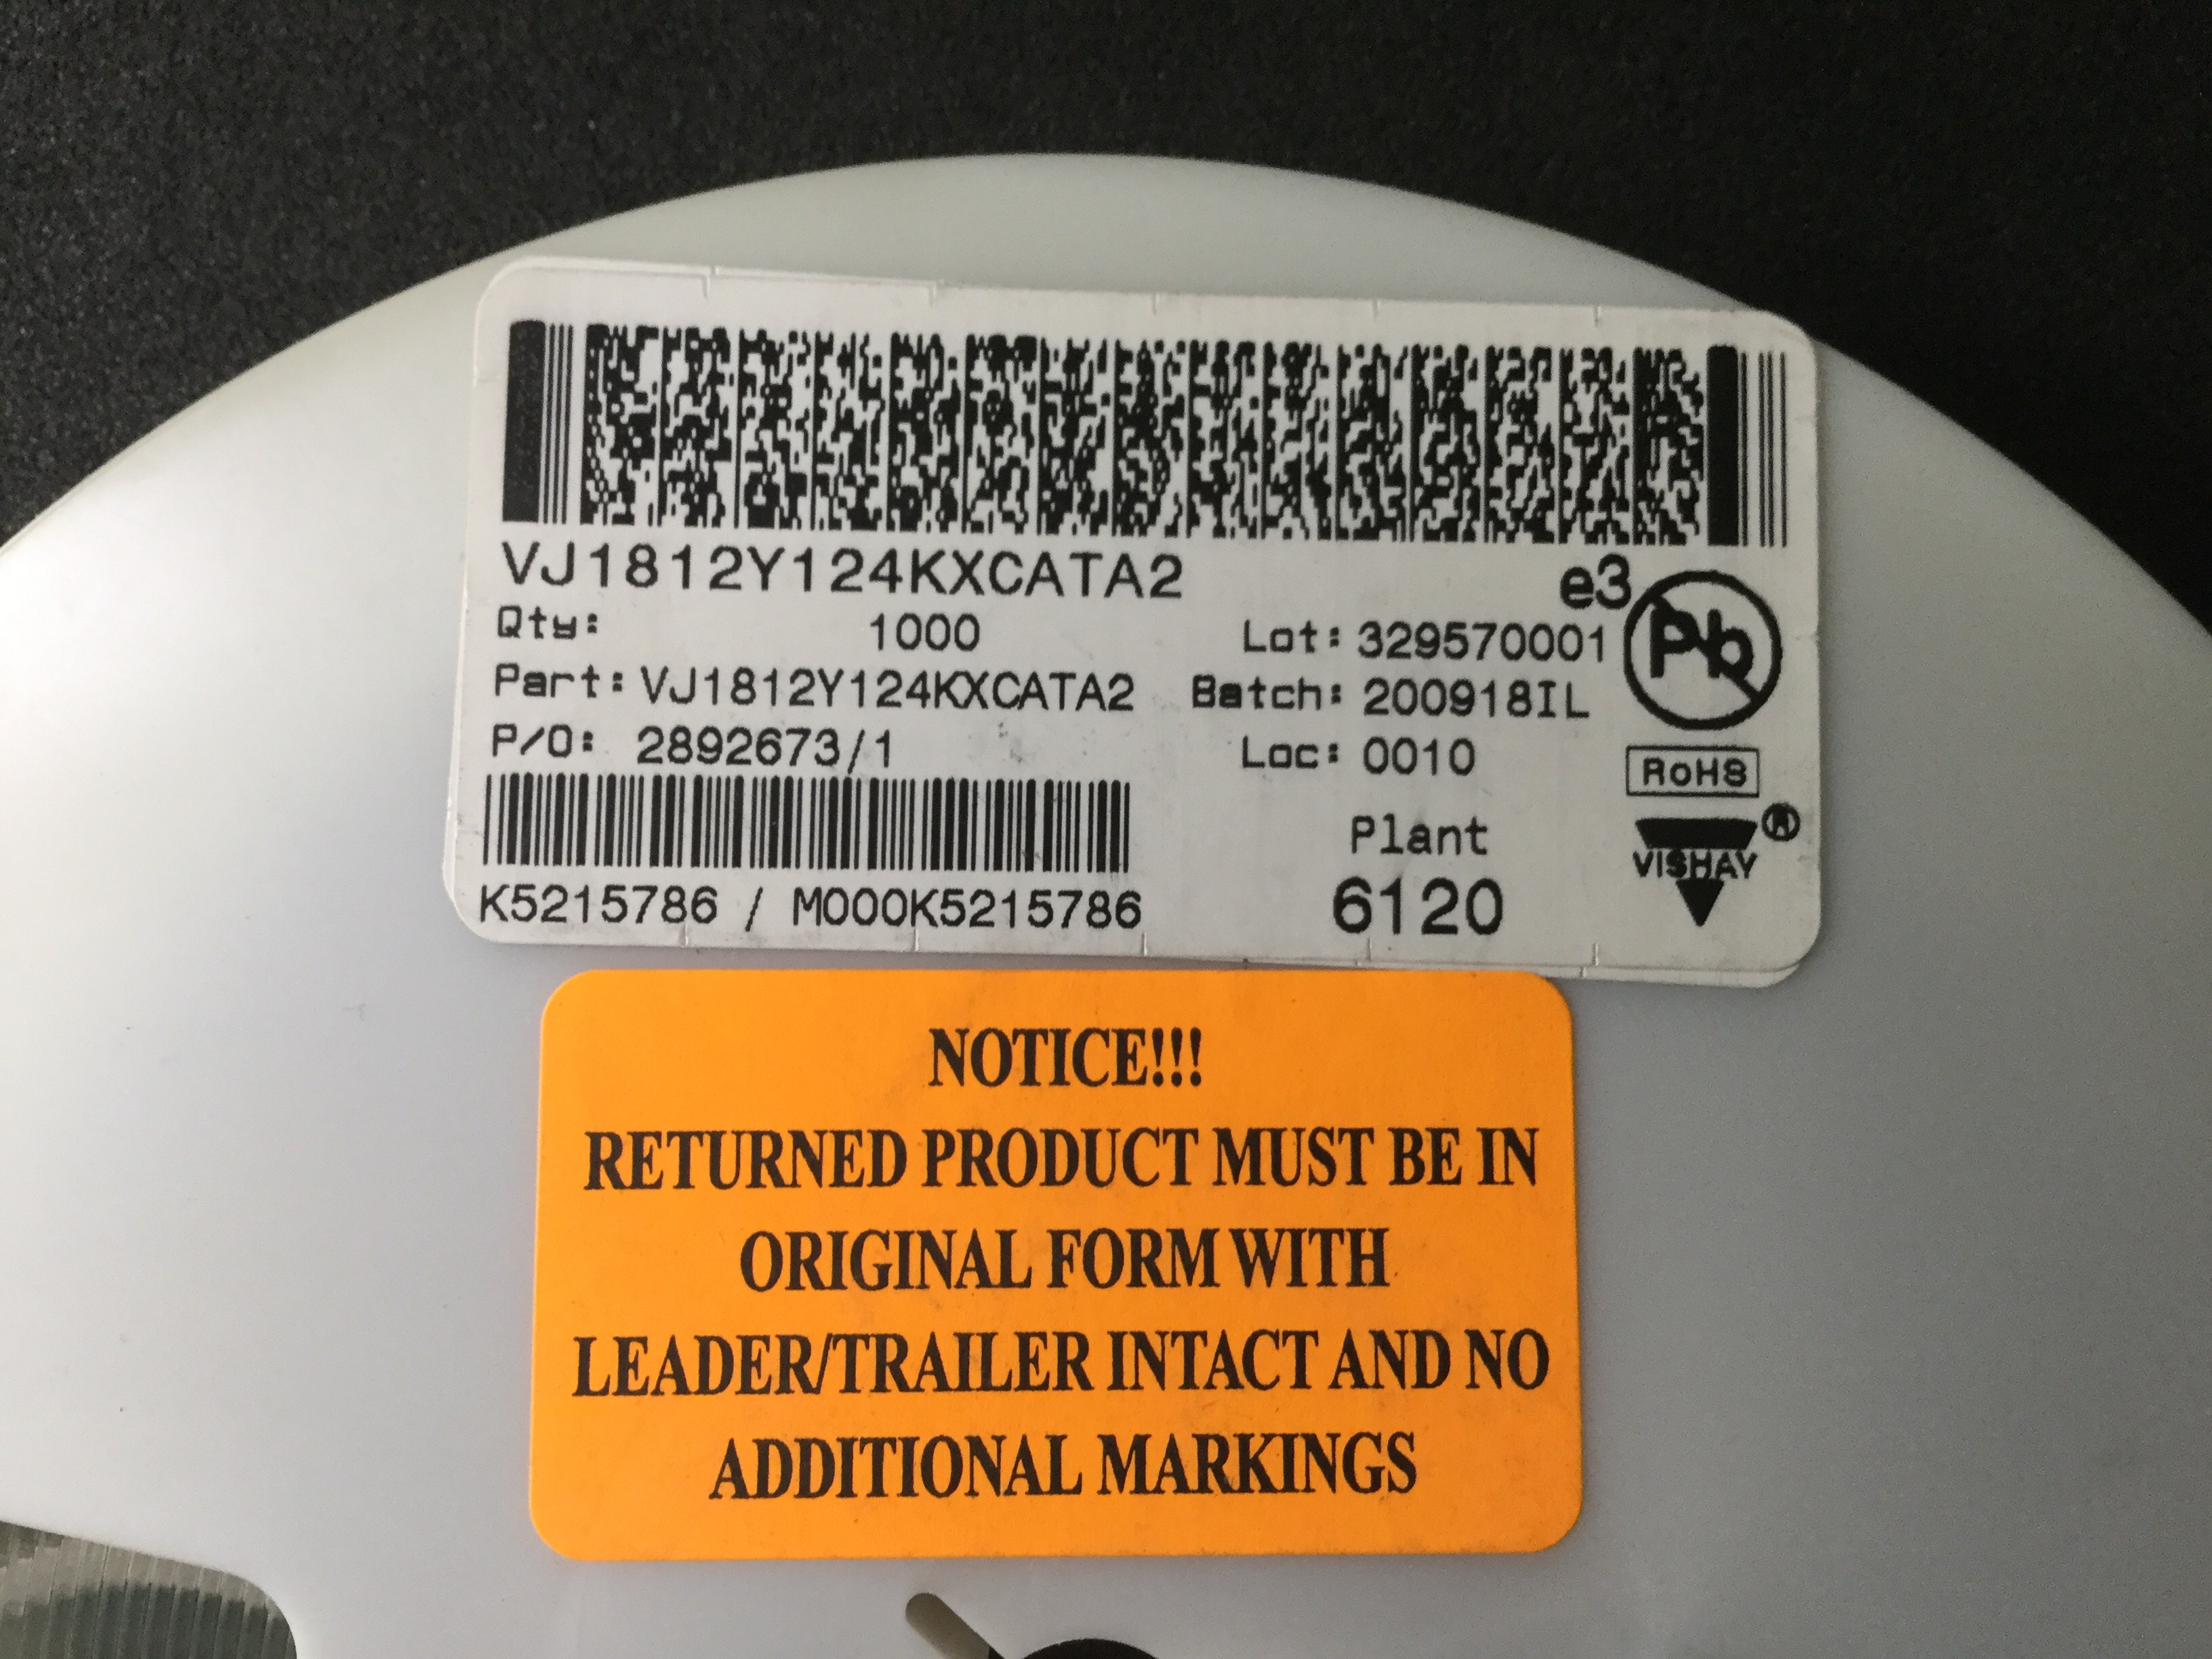 VJ1812Y124KXCATA2
e3
Pb
Qty: 1000
Lot: 329570001
Part: VJ1812Y124KXCATA2
Batch: 200918IL
P/O: 2892673/1
Loc: 0010
RoHS
Plant
6120
VISHAY ®
K5215786 / M000K5215786
NOTICE!!!
RETURNED PRODUCT MUST BE IN
ORIGINAL FORM WITH
LEADER/TRAILER INTACT AND NO
ADDITIONAL MARKINGS